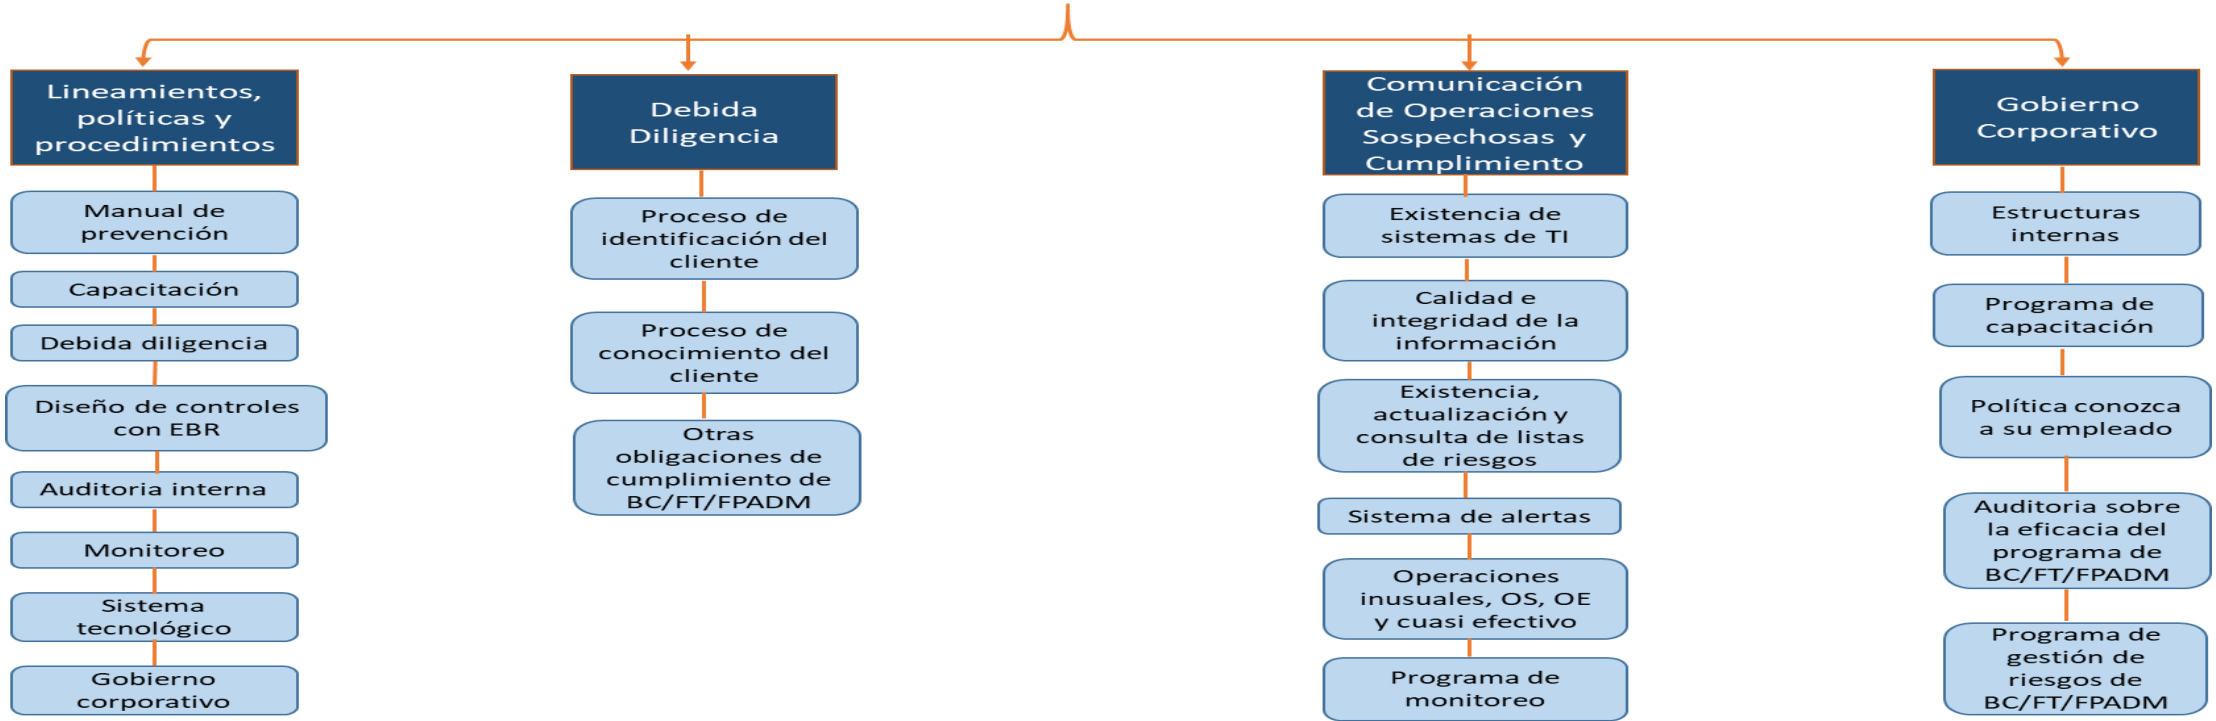 Lineamientos,
políticas y
procedimientos
Manual de
prevención
Capacitación
Debida diligencia
Diseño de controles
con EBR
Auditoria interna
Monitoreo
Sistema
tecnológico
Gobierno
corporativo
Debida
Diligencia
Proceso de
identificación del
cliente
Proceso de
conocimiento del
cliente
Otras
obligaciones de
cumplimiento de
BC/FT/FPADM
Comunicación
de Operaciones
Sospechosas y
Cumplimiento
Existencia de
sistemas de TI
Calidad e
integridad de la
información
Existencia,
actualización y
consulta de listas
de riesgos
Sistema de alertas
Operaciones
inusuales, OS, OE
y cuasi efectivo
Programa de
monitoreo
Gobierno
Corporativo
Estructuras
internas
Programa de
capacitación
Política conozca
a su empleado
Auditoria sobre
la eficacia del
programa de
BC/FT/FPADM
Programa de
gestión de
riesgos de
BC/FT/FPADM